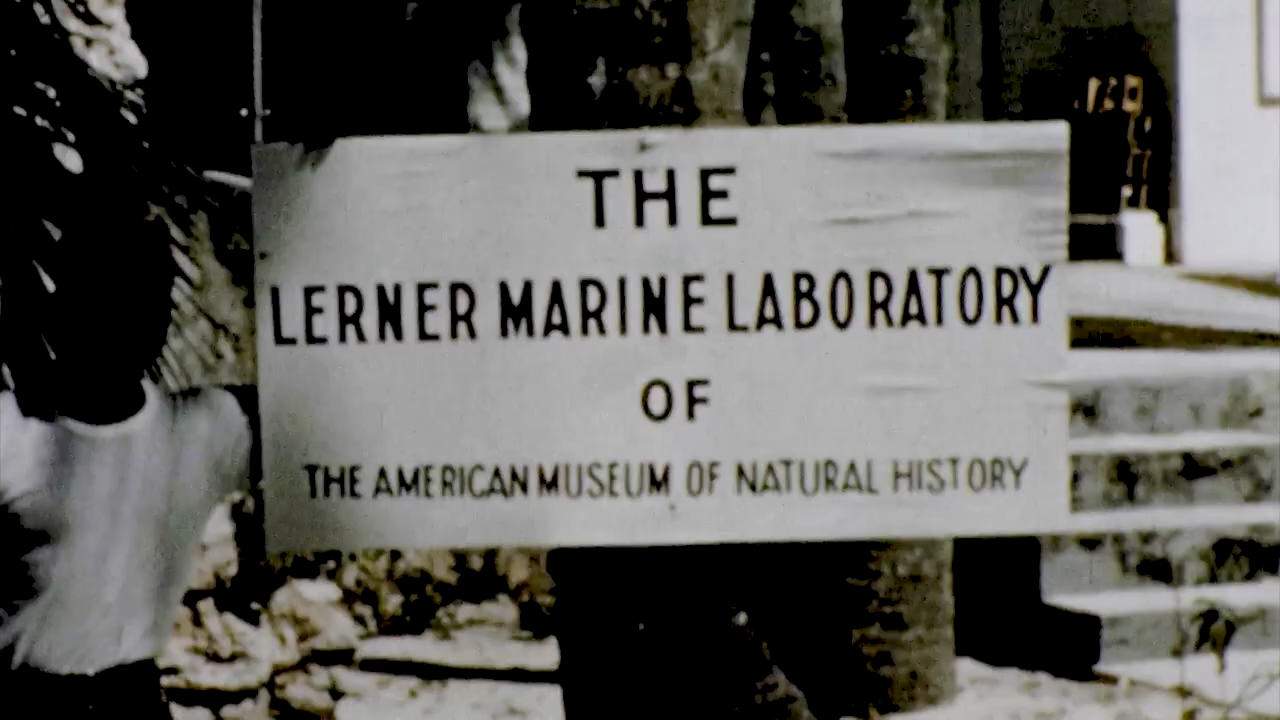 THE
LERNER MARINE LABORATORY
OF
THE AMERICAN MUSEUM OF NATURAL HISTORY